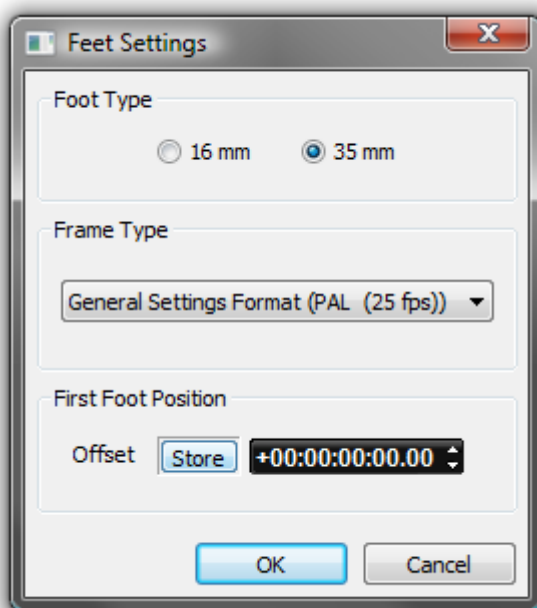 Feet Settings
Foot Type
16 mm 35 mm
Frame Type
General Settings Format (PAL (25 fps))
First Foot Position
Offset Store +00:00:00:00.00
OK Cancel